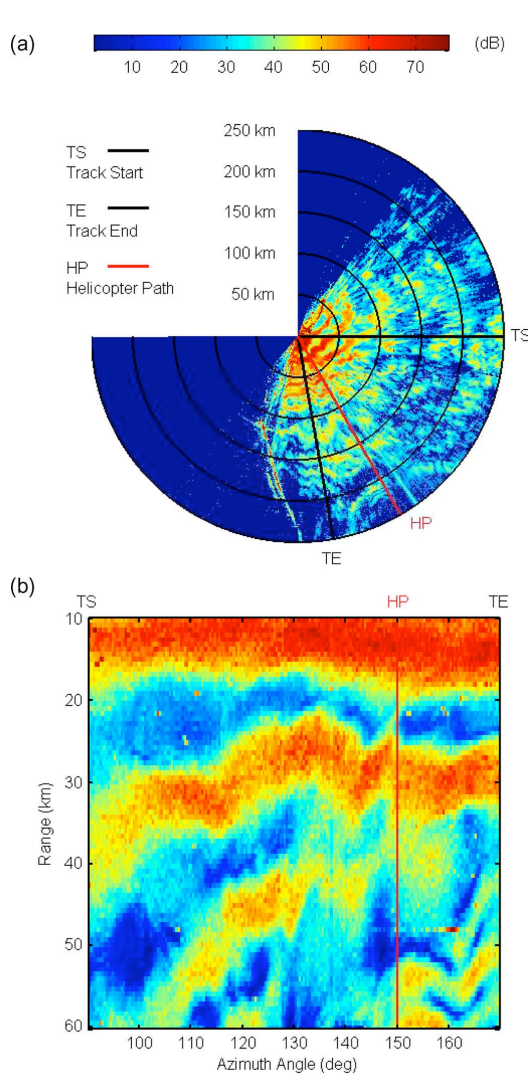 (a)
(dB)
10 20 30 40 50 60 70
TS
Track Start
TE
Track End
HP
Helicopter Path
250 km
200 km
150 km
100 km
50 km
TS
HP
TE
(b)
TS HP TE
10
20
30
40
50
60
Range (km)
100 110 120 130 140 150 160
Azimuth Angle (deg)